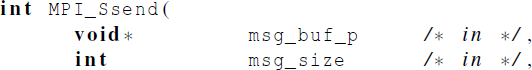 int MPI_Ssend(
void* msg_buf_p /* in */,
int msg_size /* in */,